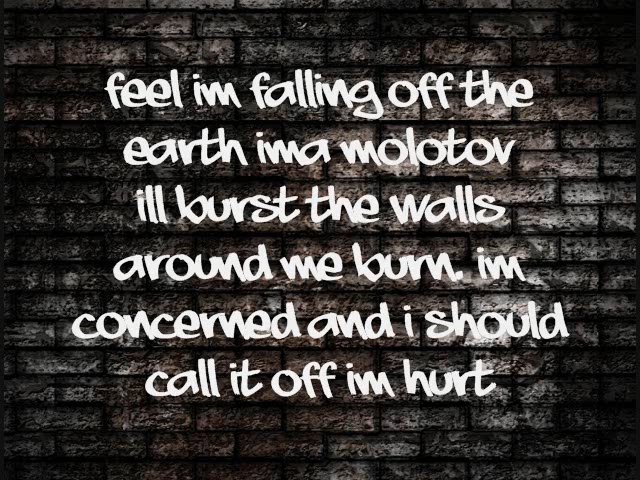 feel im falling off the
earth ima molotov
ill burst the walls
around me burn. im
concerned and i should
call it off im hurt